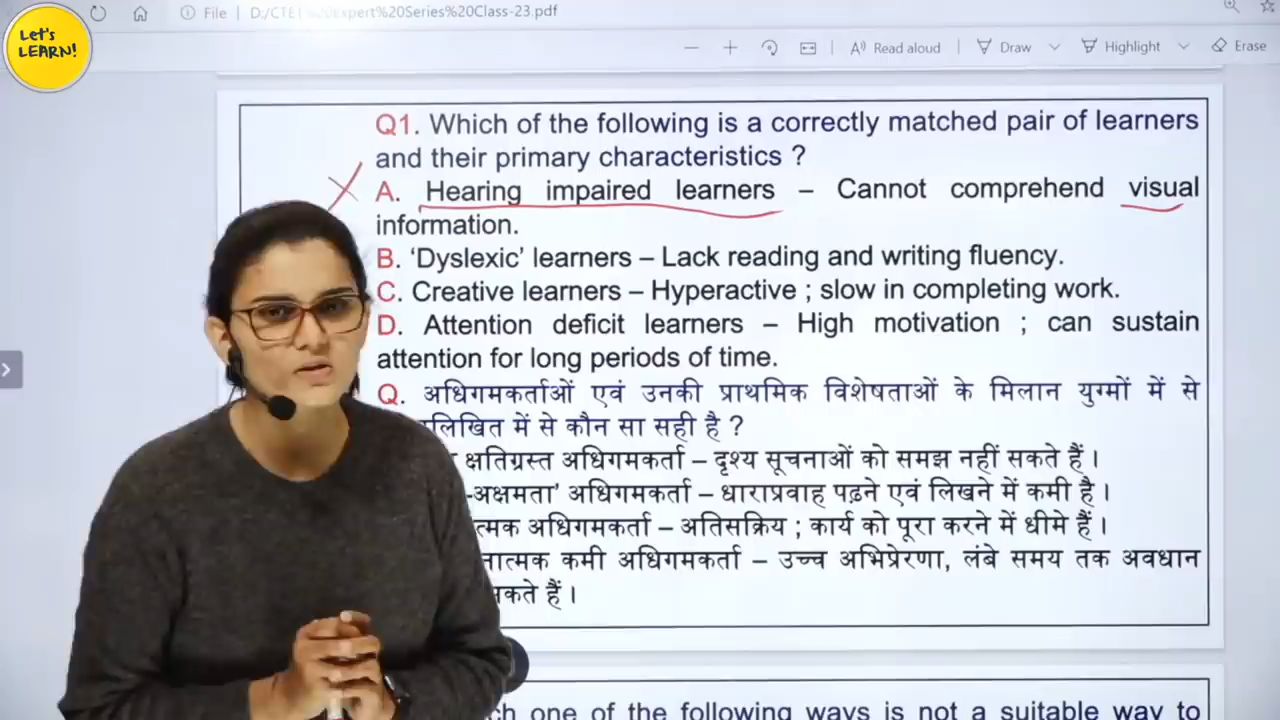 Let's
LEARN!
File | D:/CTET%20Expert%20Series%20Class-23.pdf
Read aloud | Draw Highlight Erase
Q1. Which of the following is a correctly matched pair of learners
and their primary characteristics ?
A. Hearing impaired learners – Cannot comprehend visual
information.
B. ‘Dyslexic’ learners – Lack reading and writing fluency.
C. Creative learners – Hyperactive ; slow in completing work.
D. Attention deficit learners – High motivation ; can sustain
attention for long periods of time.
Q. अधिगमकर्ताओं एवं उनकी प्राथमिक विशेषताओं के मिलान युग्मों में से
में से कौन सा सही है ?
क्षतिग्रस्त अधिगमकर्ता – दृश्य सूचनाओं को समझ नहीं सकते हैं ।
-अक्षमता’ अधिगमकर्ता – धाराप्रवाह पढ़ने एवं लिखने में कमी है ।
अधिगमकर्ता – अतिसक्रिय ; कार्य को पूरा करने में धीमे हैं ।
कमी अधिगमकर्ता – उच्च अभिप्रेरणा, लंबे समय तक अवधान
हैं ।
one of the following ways is not a suitable way to